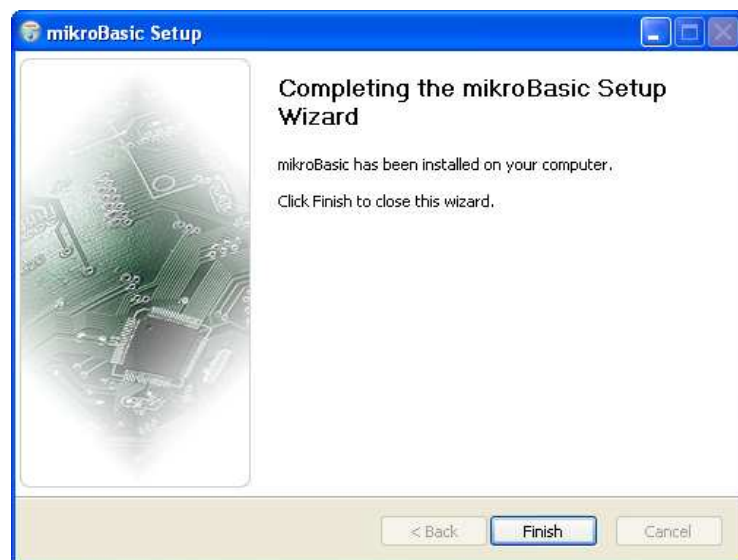 mikroBasic Setup
Completing the mikroBasic Setup
Wizard
mikroBasic has been installed on your computer.
Click Finish to close this wizard.
< Back Finish Cancel